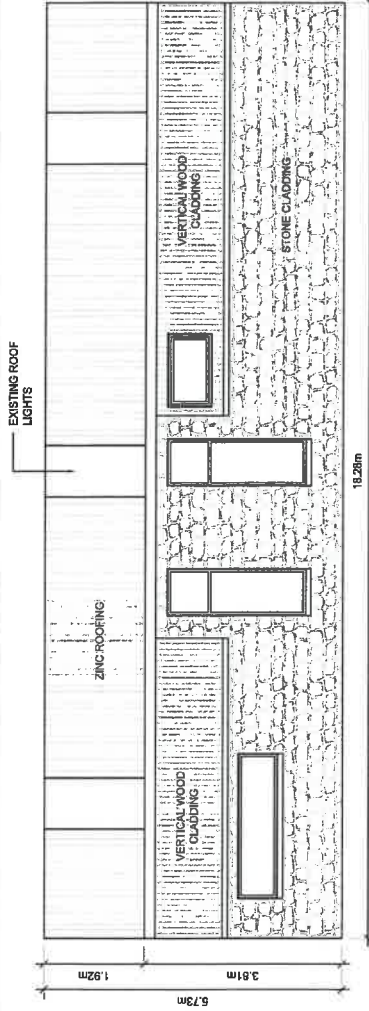 EXISTING ROOF
LIGHTS
ZINC ROOFING
VERTICAL WOOD
CLADDING
VERTICAL WOOD
CLADDING
STONE CLADDING
1.92m
3.81m
5.73m
18.28m